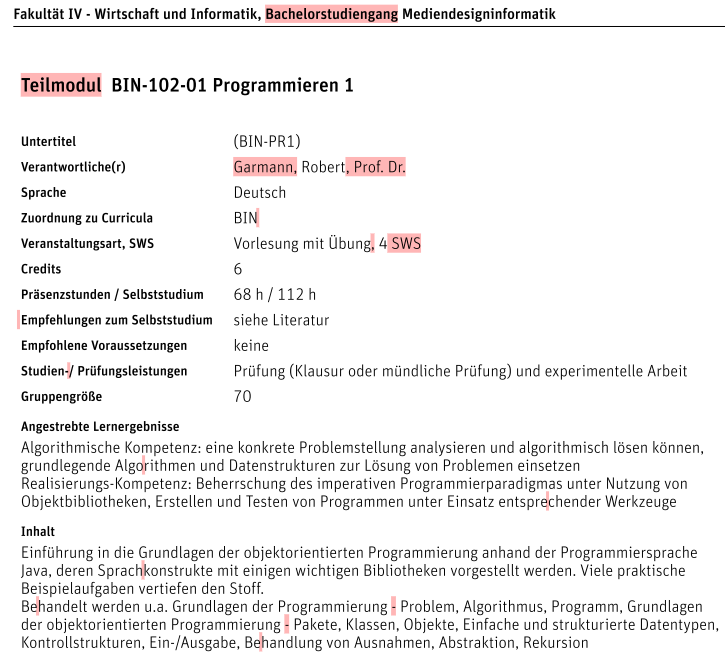 Fakultät IV - Wirtschaft und Informatik, Bachelorstudiengang Mediendesigninformatik
Teilmodul BIN-102-01 Programmieren 1
Untertitel (BIN-PR1)
Verantwortliche(r) Garmann, Robert, Prof. Dr.
Sprache Deutsch
Zuordnung zu Curricula BIN
Veranstaltungsart, SWS Vorlesung mit Übung, 4 SWS
Credits 6
Präsenzstunden / Selbststudium 68 h / 112 h
Empfehlungen zum Selbststudium siehe Literatur
Empfohlene Voraussetzungen keine
Studien-/ Prüfungsleistungen Prüfung (Klausur oder mündliche Prüfung) und experimentelle Arbeit
Gruppengröße 70
Angestrebte Lernergebnisse
Algorithmische Kompetenz: eine konkrete Problemstellung analysieren und algorithmisch lösen können,
grundlegende Algorithmen und Datenstrukturen zur Lösung von Problemen einsetzen
Realisierungs-Kompetenz: Beherrschung des imperativen Programmierparadigmas unter Nutzung von
Objektbibliotheken, Erstellen und Testen von Programmen unter Einsatz entsprechender Werkzeuge
Inhalt
Einführung in die Grundlagen der objektorientierten Programmierung anhand der Programmiersprache
Java, deren Sprachkonstrukte mit einigen wichtigen Bibliotheken vorgestellt werden. Viele praktische
Beispielaufgaben vertiefen den Stoff.
Behandelt werden u.a. Grundlagen der Programmierung - Problem, Algorithmus, Programm, Grundlagen
der objektorientierten Programmierung - Pakete, Klassen, Objekte, Einfache und strukturierte Datentypen,
Kontrollstrukturen, Ein-/Ausgabe, Behandlung von Ausnahmen, Abstraktion, Rekursion